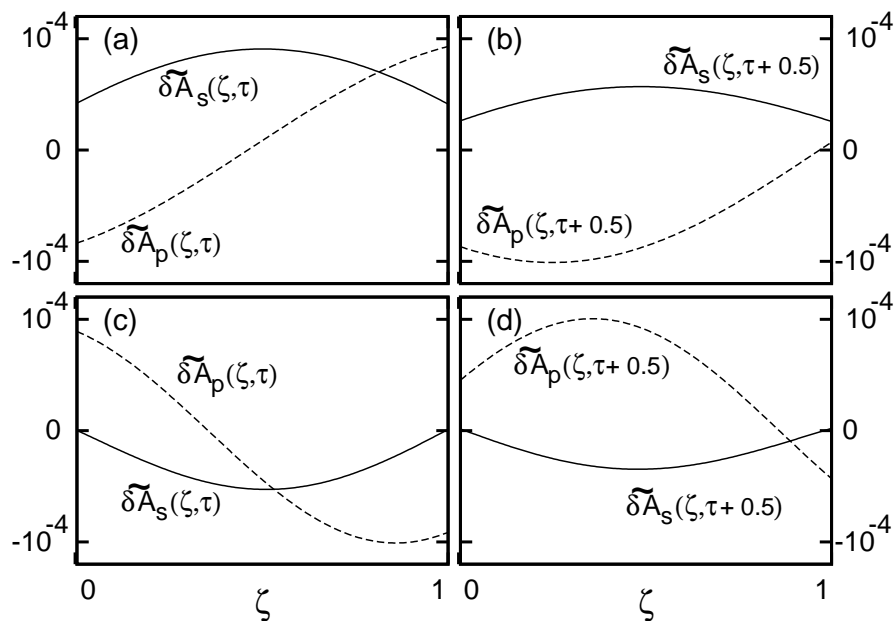 10⁻⁴
(a)
δÃₛ(ζ,τ)
0
δÃₚ(ζ,τ)
-10⁻⁴
(b)
10⁻⁴
δÃₛ(ζ,τ+ 0.5)
0
δÃₚ(ζ,τ+ 0.5)
-10⁻⁴
10⁻⁴
(c)
δÃₚ(ζ,τ)
0
δÃₛ(ζ,τ)
-10⁻⁴
0 1
ζ
(d)
10⁻⁴
δÃₚ(ζ,τ+ 0.5)
0
δÃₛ(ζ,τ+ 0.5)
-10⁻⁴
0 1
ζ